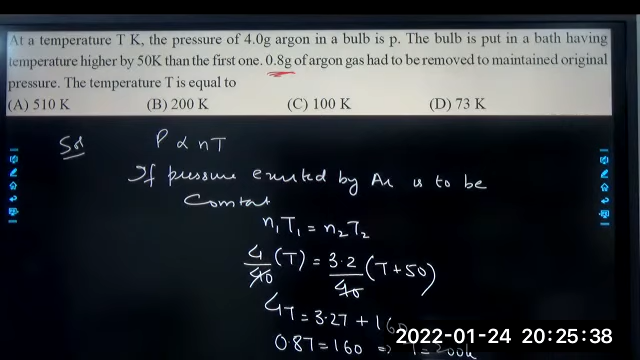 At a temperature T K, the pressure of 4.0g argon in a bulb is p. The bulb is put in a bath having
temperature higher by 50K than the first one. 0.8g of argon gas had to be removed to maintained original
pressure. The temperature T is equal to
(A) 510 K (B) 200 K (C) 100 K (D) 73 K
Sol P ∝ nT
If pressure exerted by Ar is to be
Constant
n₁T₁ = n₂T₂
4/40 (T) = 3.2/40 (T+50)
4T = 3.2T + 160
0.8T = 160 ⇒ T = 200K
2022-01-24 20:25:38